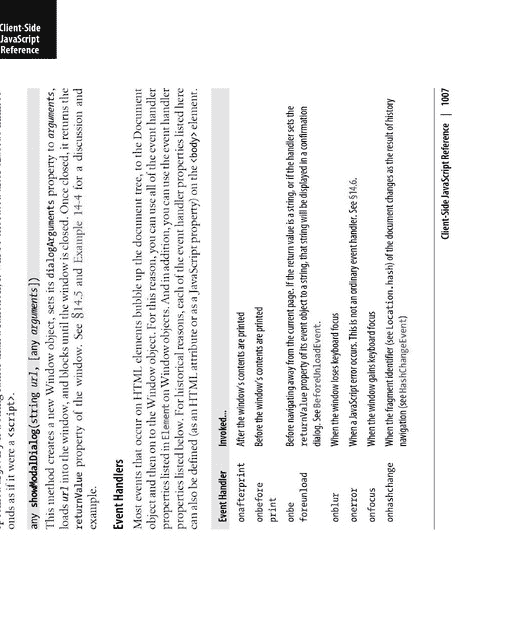 Client-Side
JavaScript
Reference
ends as if it were a <script>.
any showModalDialog(string url, [any arguments])
This method creates a new Window object, sets its dialogArguments property to arguments,
loads url into the window, and blocks until the window is closed. Once closed, it returns the
returnValue property of the window. See §14.5 and Example 14-4 for a discussion and
example.
Event Handlers
Most events that occur on HTML elements bubble up the document tree, to the Document
object and then on to the Window object. For this reason, you can use all of the event handler
properties listed in Element on Window objects. And in addition, you can use the event handler
properties listed below. For historical reasons, each of the event handler properties listed here
can also be defined (as an HTML attribute or as a JavaScript property) on the <body> element.
Event Handler Invoked...
onafterprint After the window's contents are printed
onbefore Before the window's contents are printed
print
onbe Before navigating away from the current page. If the return value is a string, or if the handler sets the
foreunload returnValue property of its event object to a string, that string will be displayed in a confirmation
dialog. See BeforeUnloadEvent.
onblur When the window loses keyboard focus
onerror When a JavaScript error occurs. This is not an ordinary event handler. See §14.6.
onfocus When the window gains keyboard focus
onhashchange When the fragment identifier (see Location.hash) of the document changes as the result of history
navigation (see HashChangeEvent)
Client-Side JavaScript Reference | 1007